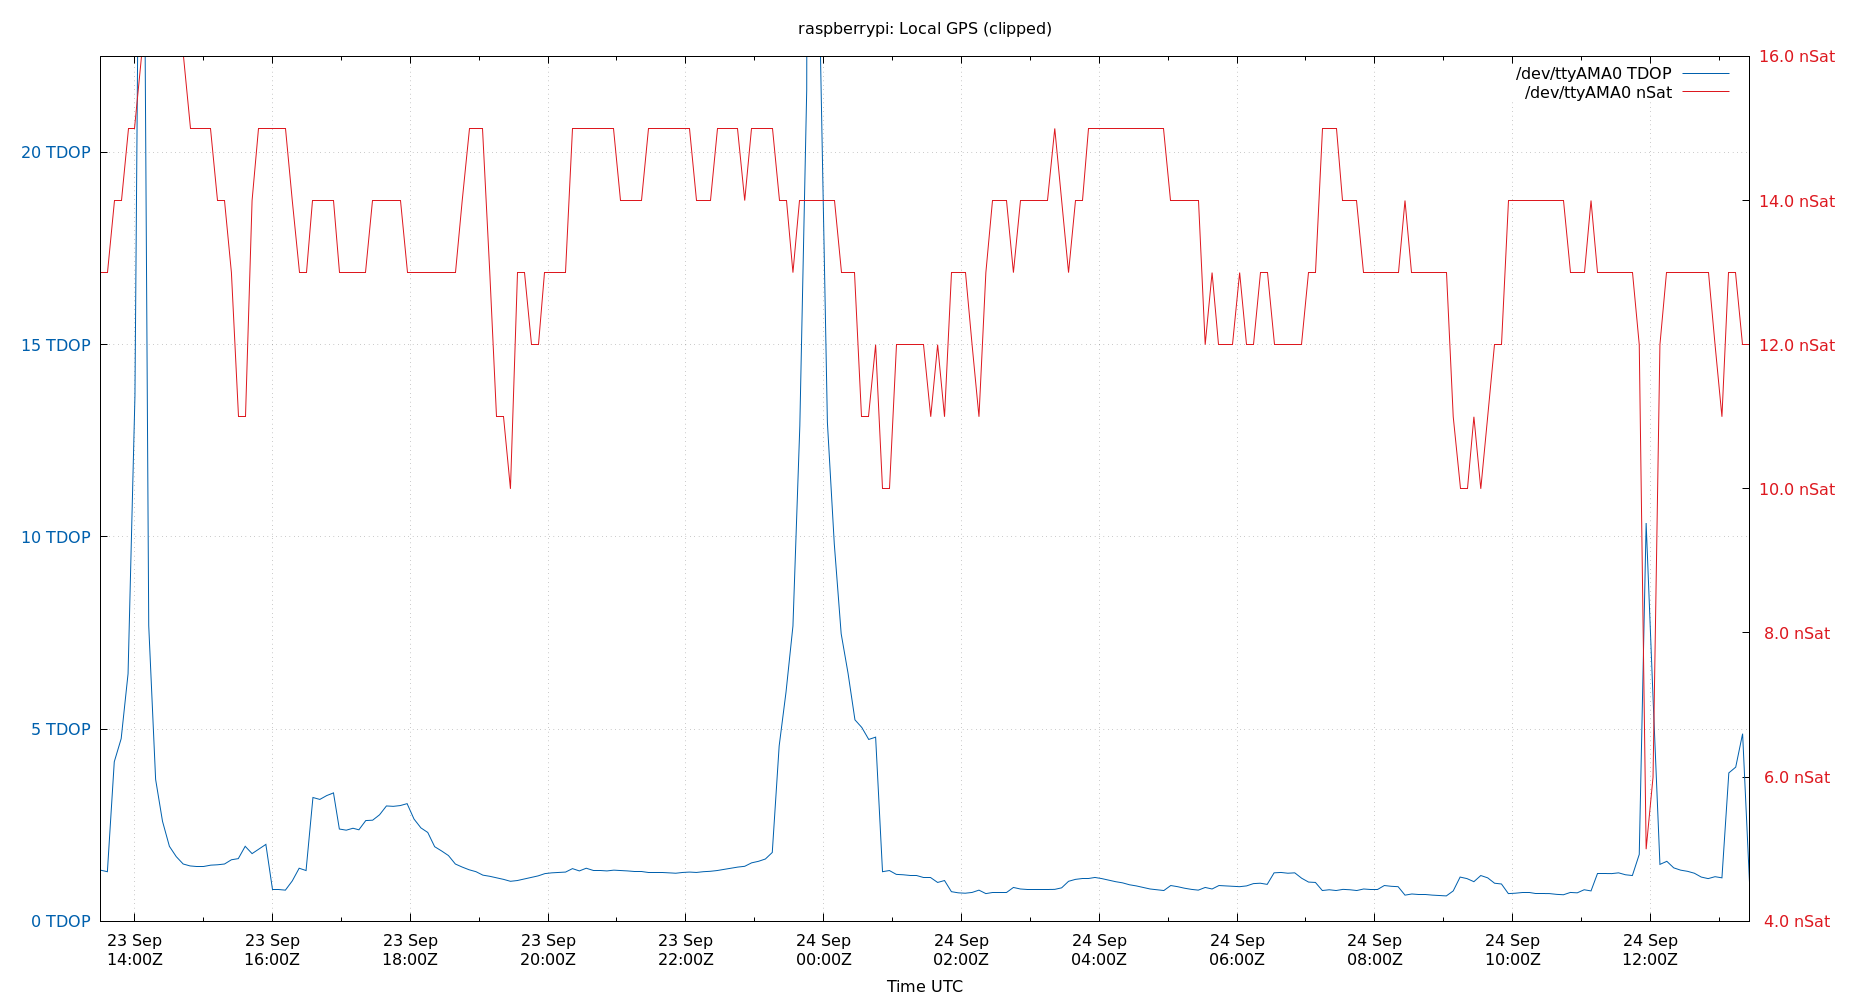 raspberrypi: Local GPS (clipped)
16.0 nSat
/dev/ttyAMA0 TDOP
/dev/ttyAMA0 nSat
20 TDOP
14.0 nSat
15 TDOP
12.0 nSat
10.0 nSat
10 TDOP
8.0 nSat
5 TDOP
6.0 nSat
0 TDOP
4.0 nSat
23 Sep 23 Sep 23 Sep 23 Sep 23 Sep 24 Sep 24 Sep 24 Sep 24 Sep 24 Sep 24 Sep 24 Sep
14:00Z 16:00Z 18:00Z 20:00Z 22:00Z 00:00Z 02:00Z 04:00Z 06:00Z 08:00Z 10:00Z 12:00Z
Time UTC